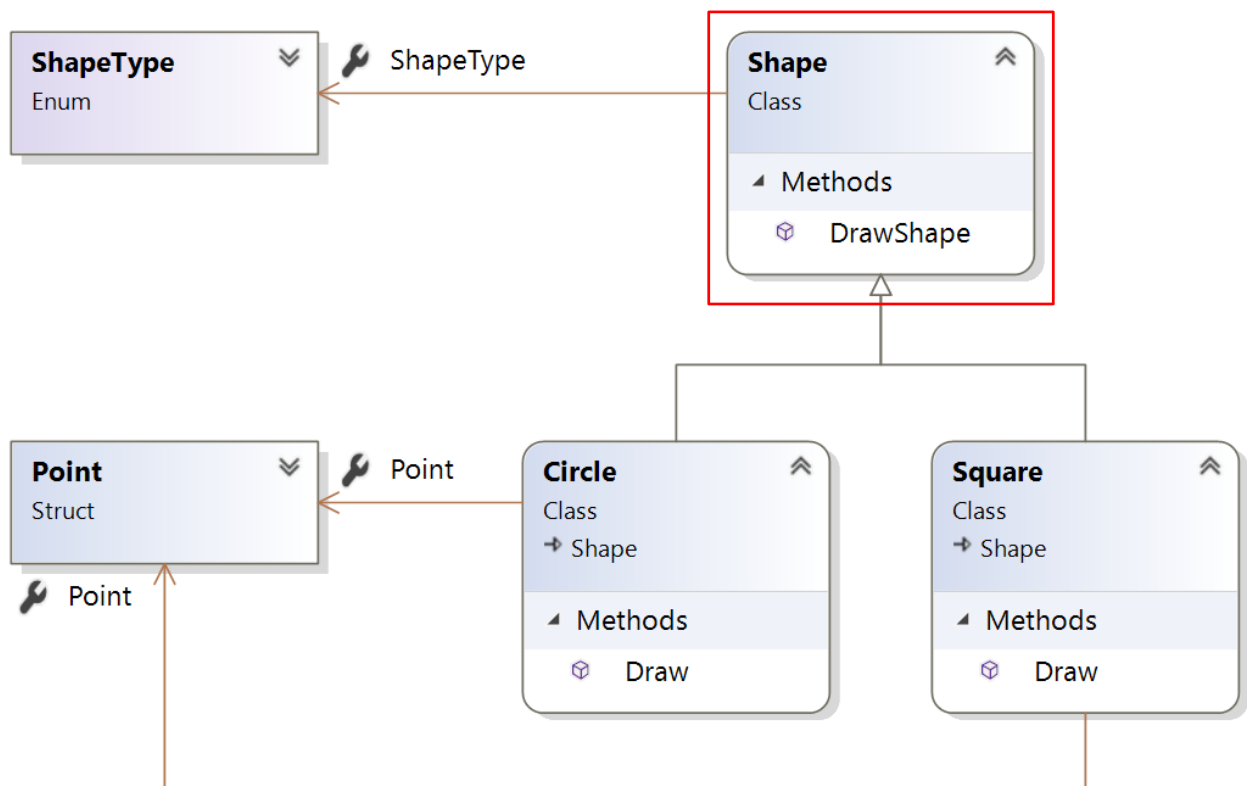 ShapeType
Enum
ShapeType
Shape
Class
Methods
DrawShape
Point
Struct
Point
Point
Circle
Class
Shape
Methods
Draw
Square
Class
Shape
Methods
Draw